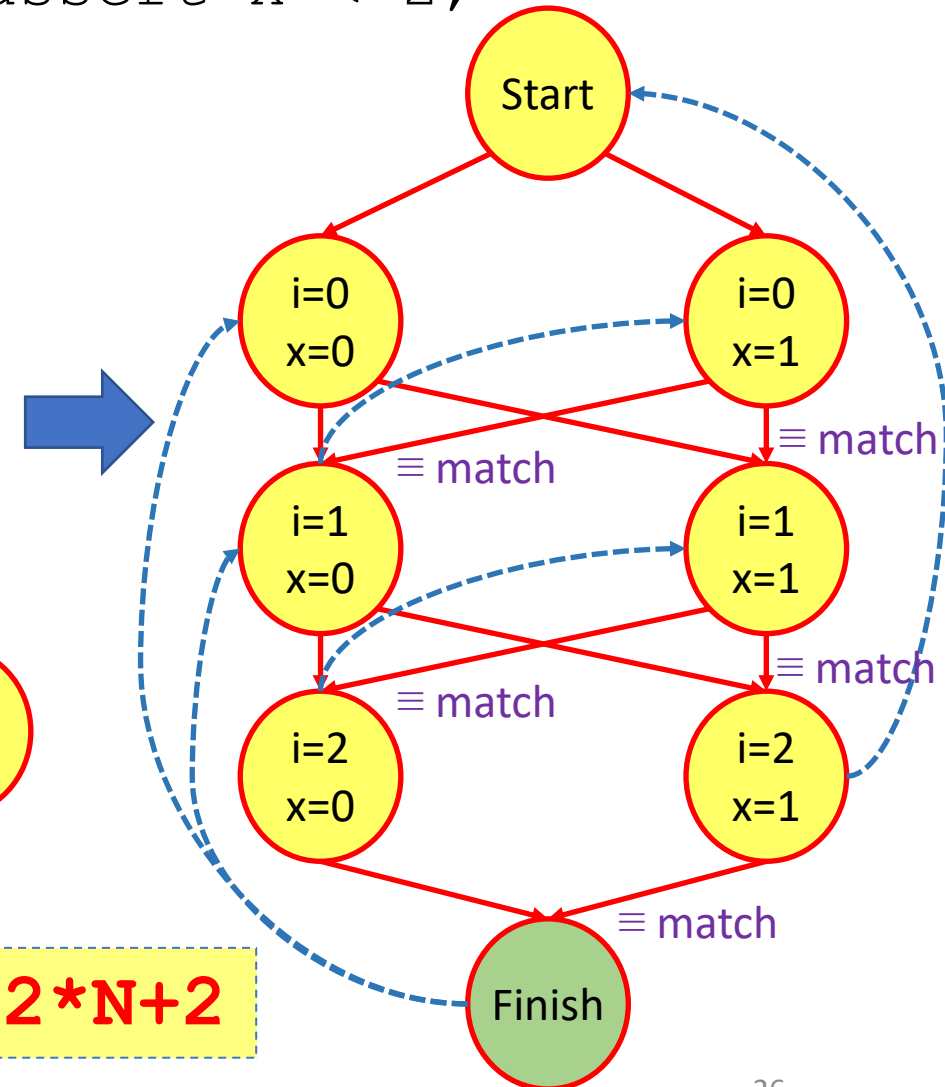 Start
i=0
x=0
i=0
x=1
≡ match
≡ match
i=1
x=0
i=1
x=1
≡ match
≡ match
i=2
x=0
i=2
x=1
≡ match
2*N+2
Finish